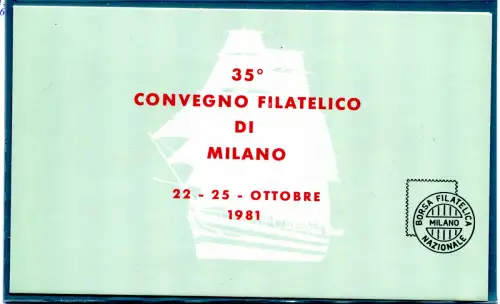 35°
CONVEGNO FILATELICO
DI
MILANO
22 - 25 - OTTOBRE
1981
BORSA FILATELICA
MILANO
NAZIONALE